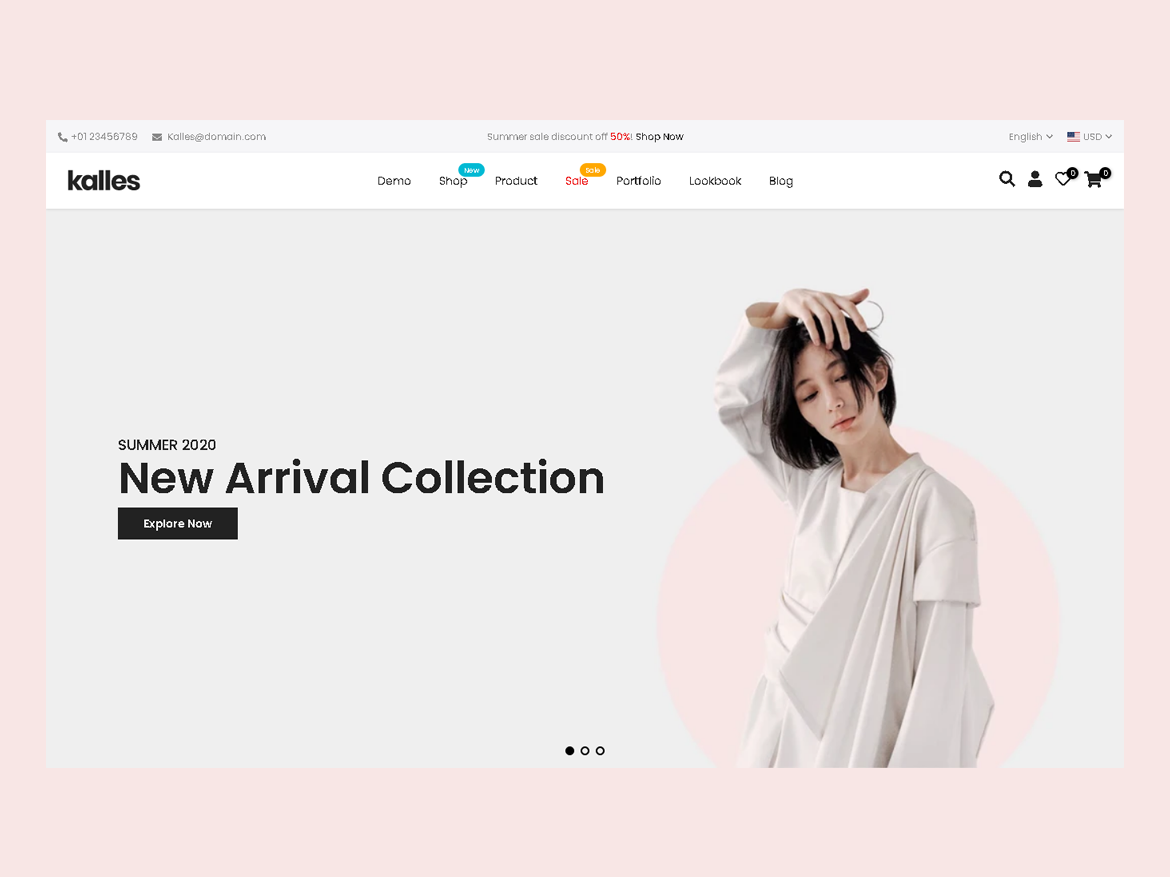 +01 23456789 Kalles@domain.com Summer sale discount off 50%! Shop Now English USD
kalles Demo Shop New Product Sale Sale Portfolio Lookbook Blog 0 0
SUMMER 2020
New Arrival Collection
Explore Now